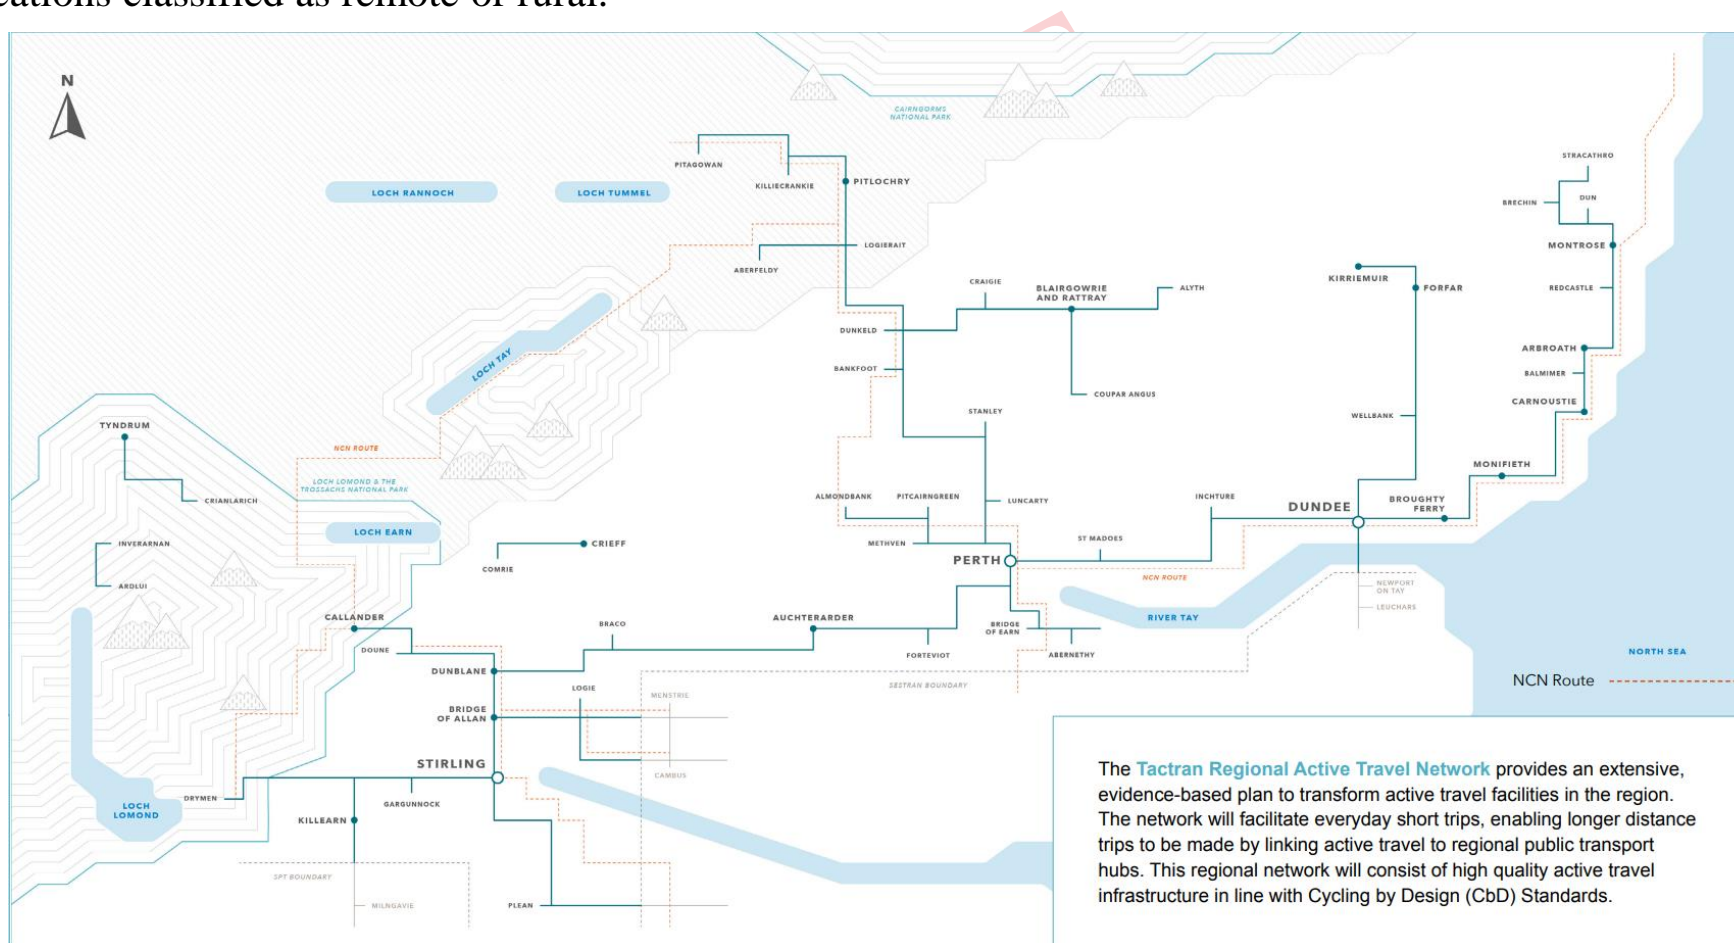 cations classified as remote or rural.
N
CAIRNGORMS
NATIONAL PARK
PITAGOWAN
KILLIECRANKIE
PITLOCHRY
LOCH RANNOCH
LOCH TUMMEL
STRACATHRO
BRECHIN
DUN
MONTROSE
LOGIERAIT
ABERFELDY
CRAIGIE
BLAIRGOWRIE
AND RATTRAY
ALYTH
KIRRIEMUIR
FORFAR
REDCASTLE
DUNKELD
BANKFOOT
LOCH TAY
COUPAR ANGUS
ARBROATH
BALMIMER
CARNOUSTIE
STANLEY
WELLBANK
TYNDRUM
NCN ROUTE
LOCH LOMOND & THE
TROSSACHS NATIONAL PARK
CRIANLARICH
MONIFIETH
ALMONDBANK
PITCAIRNGREEN
LUNCARTY
INCHTURE
DUNDEE
BROUGHTY
FERRY
LOCH EARN
INVERARNAN
CRIEFF
METHVEN
ST MADOES
PERTH
COMRIE
NCN ROUTE
ARDLUI
NEWPORT
ON TAY
LEUCHARS
CALLANDER
BRACO
AUCHTERARDER
BRIDGE
OF EARN
RIVER TAY
DOUNE
FORTEVIOT
ABERNETHY
NORTH SEA
DUNBLANE
SESTRAN BOUNDARY
NCN Route
LOGIE
MENSTRIE
BRIDGE
OF ALLAN
STIRLING
CAMBUS
DRYMEN
GARGUNNOCK
LOCH
LOMOND
KILLEARN
SPT BOUNDARY
MILNGAVIE
PLEAN
The Tactran Regional Active Travel Network provides an extensive,
evidence-based plan to transform active travel facilities in the region.
The network will facilitate everyday short trips, enabling longer distance
trips to be made by linking active travel to regional public transport
hubs. This regional network will consist of high quality active travel
infrastructure in line with Cycling by Design (CbD) Standards.